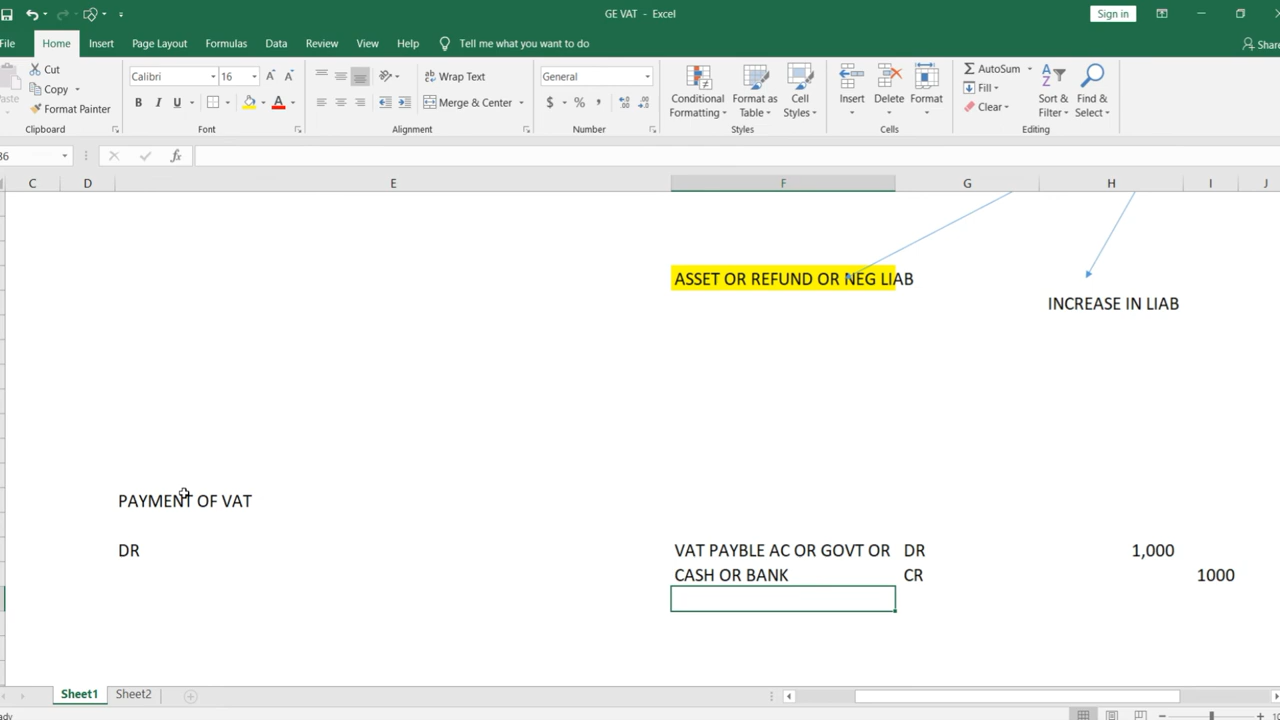 GE VAT - Excel
Sign in
File Home Insert Page Layout Formulas Data Review View Help Tell me what you want to do Share
Paste
Cut
Copy
Format Painter
Clipboard
Calibri 16
B I U
Font
Wrap Text
Merge & Center
Alignment
General
$ % ,
Number
Conditional Formatting
Format as Table
Cell Styles
Styles
Insert Delete Format
Cells
AutoSum
Fill
Clear
Sort & Filter
Find & Select
Editing
fx
C D E F G H I J
ASSET OR REFUND OR NEG LIAB
INCREASE IN LIAB
PAYMENT OF VAT
DR VAT PAYBLE AC OR GOVT OR DR 1,000
CASH OR BANK CR 1000
Sheet1 Sheet2